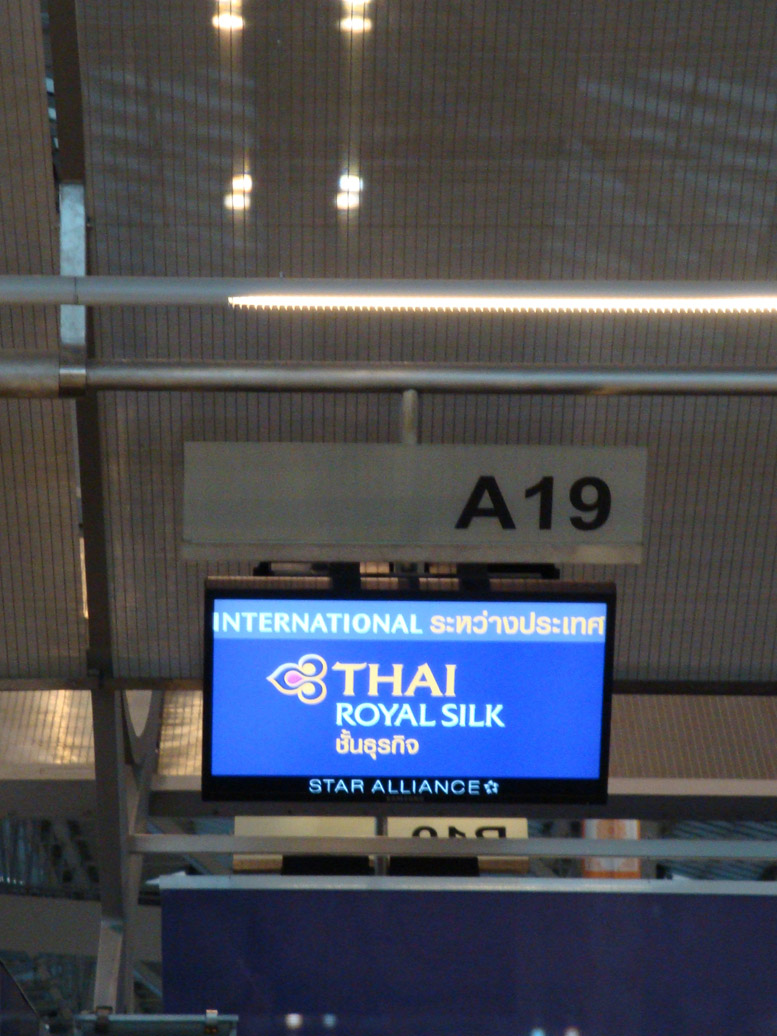 A19
INTERNATIONAL ระหว่างประเทศ
THAI
ROYAL SILK
ชั้นธุรกิจ
STAR ALLIANCE
SAMSUNG